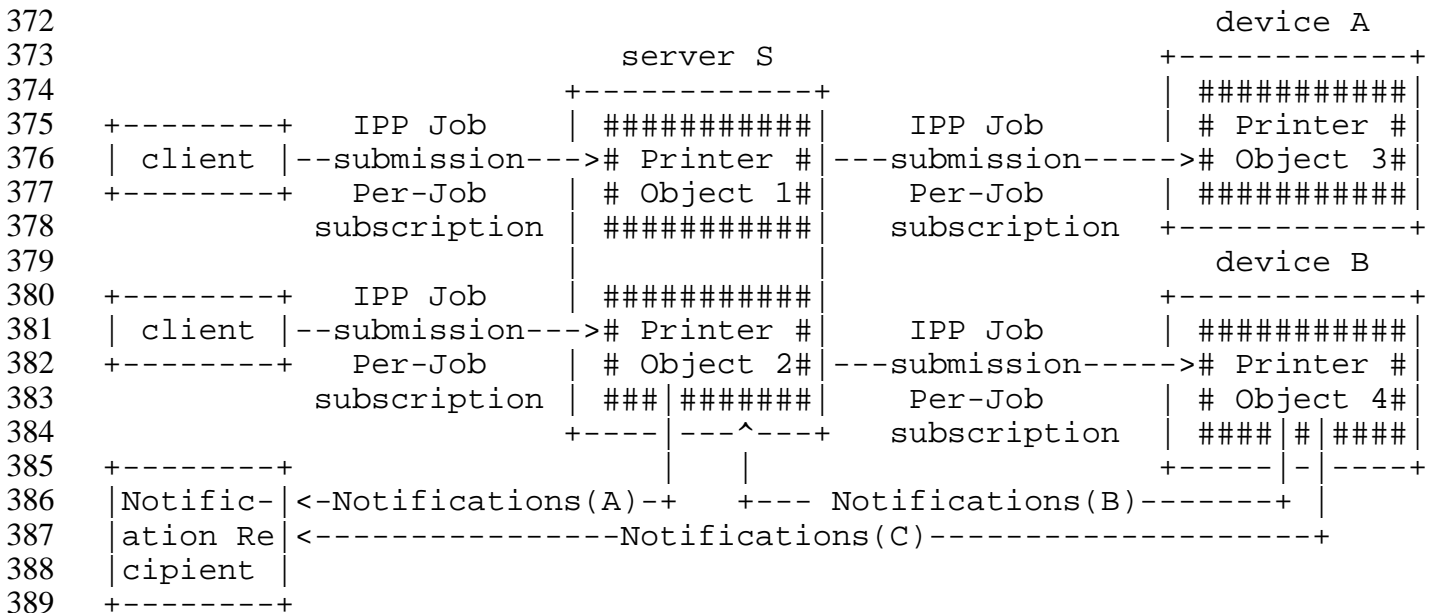 372                                                          device A
373                            server S                    +------------+
374                         +------------+                 | ###########|
375 +--------+   IPP Job    | ###########|    IPP Job      | # Printer #|
376 | client |--submission---># Printer #|---submission-----># Object 3#|
377 +--------+   Per-Job    | # Object 1#|    Per-Job      | ###########|
378            subscription | ###########|   subscription  +------------+
379                         |            |                    device B
380 +--------+   IPP Job    | ###########|                 +------------+
381 | client |--submission---># Printer #|    IPP Job      | ###########|
382 +--------+   Per-Job    | # Object 2#|---submission-----># Printer #|
383            subscription | ###|#######|    Per-Job      | # Object 4#|
384                         +----|---^---+   subscription  | ####|#|####|
385 +--------+                   |   |                     +-----|-|----+
386 |Notific-|<-Notifications(A)-+   +--- Notifications(B)-------+ |
387 |ation Re|<----------------Notifications(C)--------------------+
388 |cipient |
389 +--------+